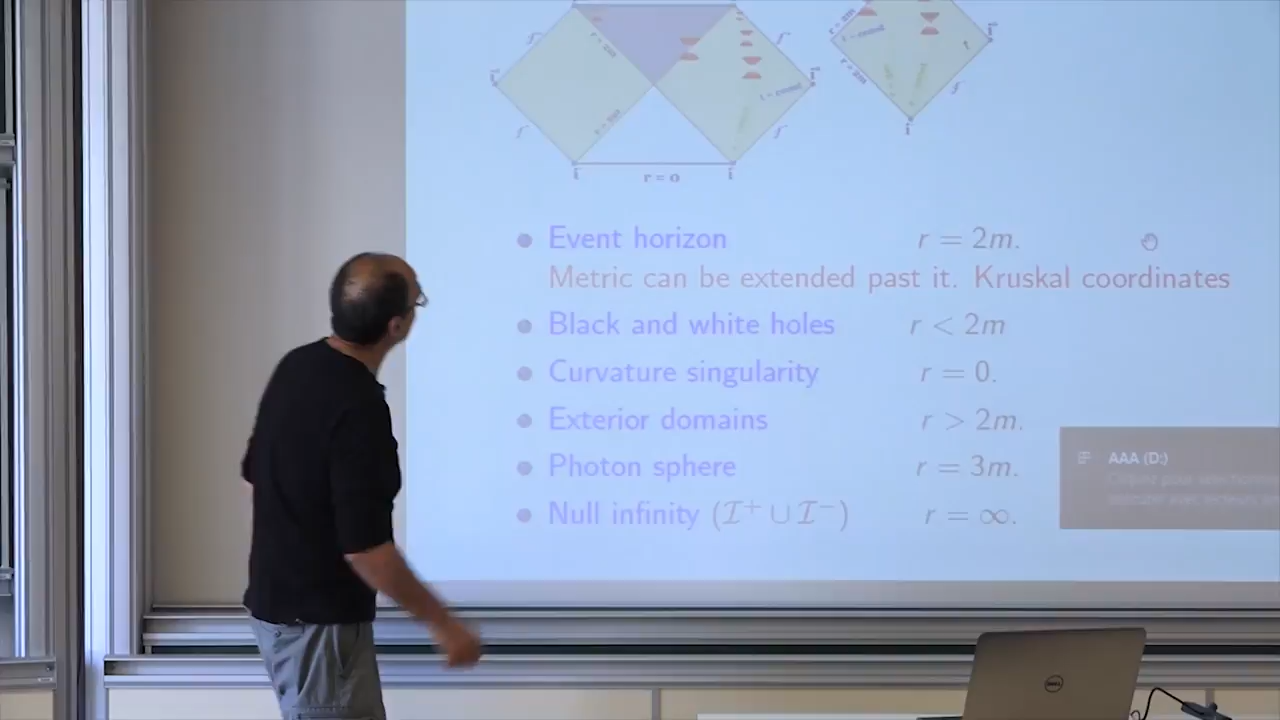 r = 0
• Event horizon r = 2m.
Metric can be extended past it. Kruskal coordinates
• Black and white holes r < 2m
• Curvature singularity r = 0.
• Exterior domains r > 2m.
• Photon sphere r = 3m.
• Null infinity (ℐ⁺ ∪ ℐ⁻) r = ∞.
AAA (D:)
DELL